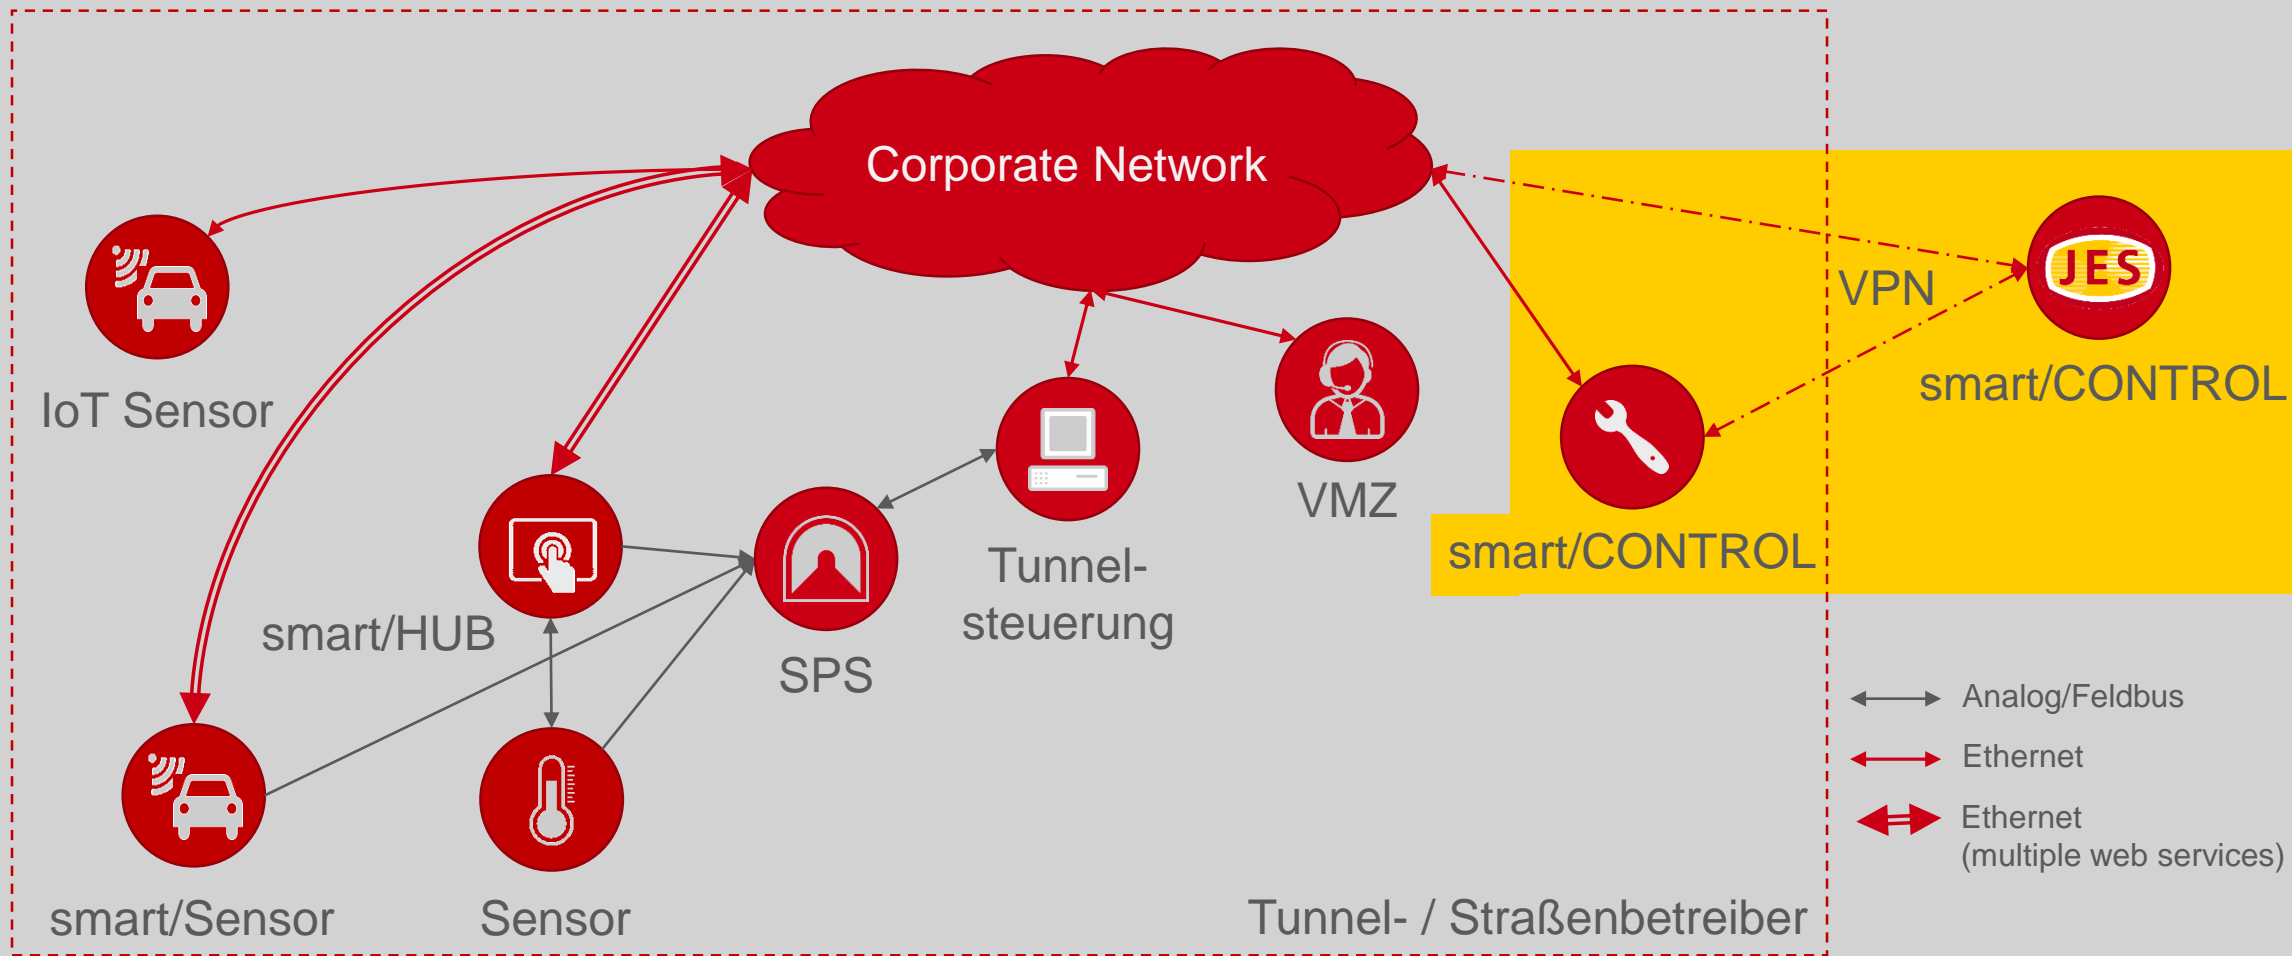 Corporate Network
JES
VPN
smart/CONTROL
IoT Sensor
VMZ
smart/CONTROL
Tunnel-
steuerung
smart/HUB
SPS
smart/Sensor
Sensor
Tunnel- / Straßenbetreiber
Analog/Feldbus
Ethernet
Ethernet
(multiple web services)